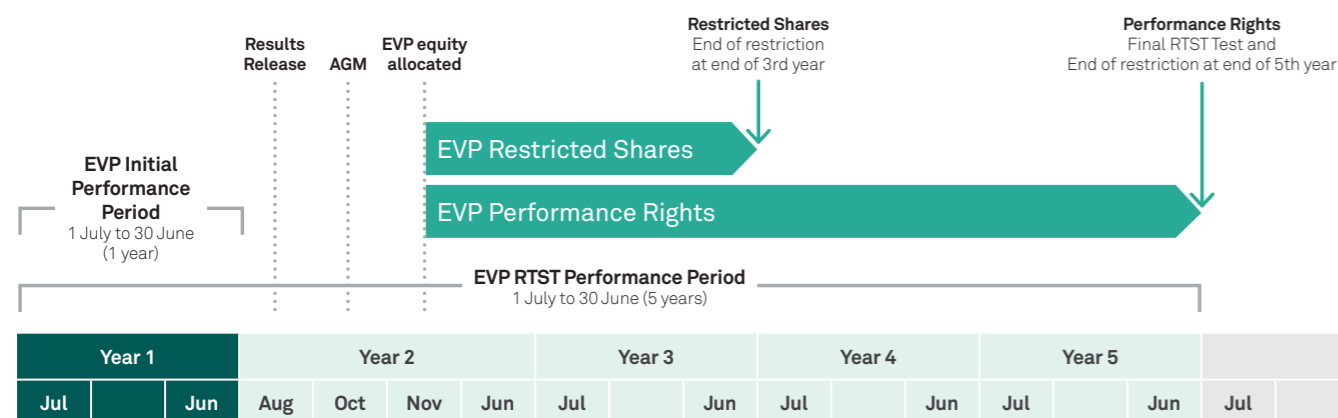 Restricted Shares
End of restriction
at end of 3rd year
Performance Rights
Final RTST Test and
End of restriction at end of 5th year
Results
Release
AGM
EVP equity
allocated
EVP Restricted Shares
EVP Initial
Performance
Period
1 July to 30 June
(1 year)
EVP Performance Rights
EVP RTST Performance Period
1 July to 30 June (5 years)
Year 1 Year 2 Year 3 Year 4 Year 5
Jul Jun Aug Oct Nov Jun Jul Jun Jul Jun Jul Jun Jul